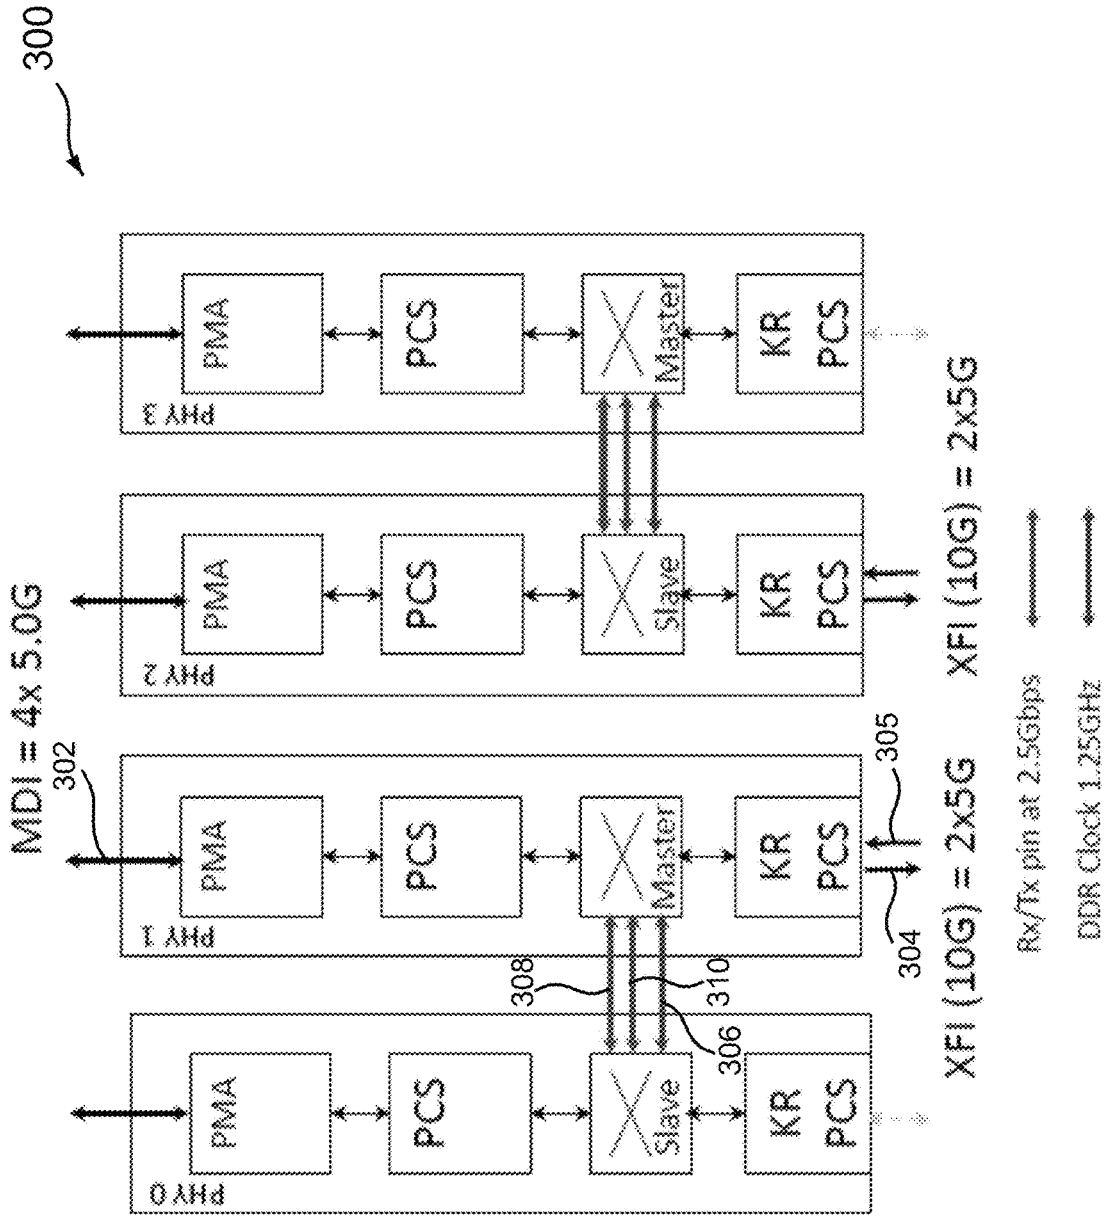 300
MDI = 4x 5.0G
302
PHY 0
PMA
PCS
Slave
KR
PCS
PHY 1
PMA
PCS
Master
KR
PCS
PHY 2
PMA
PCS
Slave
KR
PCS
PHY 3
PMA
PCS
Master
KR
PCS
308
310
306
304
305
XFI (10G) = 2x5G
XFI (10G) = 2x5G
Rx/Tx pin at 2.5Gbps
DDR Clock 1.25GHz